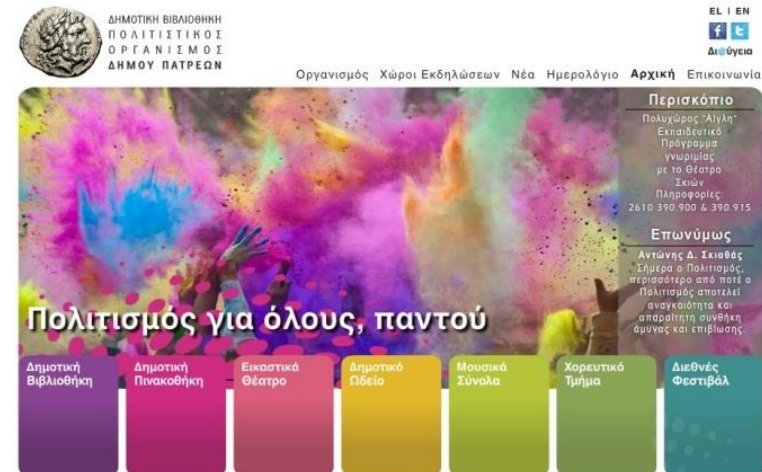 ΔΗΜΟΤΙΚΗ ΒΙΒΛΙΟΘΗΚΗ
ΠΟΛΙΤΙΣΤΙΚΟΣ
ΟΡΓΑΝΙΣΜΟΣ
ΔΗΜΟΥ ΠΑΤΡΕΩΝ
EL | EN
Δι@ύγεια
Οργανισμός Χώροι Εκδηλώσεων Νέα Ημερολόγιο Αρχική Επικοινωνία
Περισκόπιο
Πολυχώρος "Αίγλη"
Εκπαιδευτικό
Πρόγραμμα
γνωριμίας
με το Θέατρο
Σκιών
Πληροφορίες:
2610 390.900 & 390.915
Επωνύμως
Αντώνης Δ. Σκιαθάς
Σήμερα ο Πολιτισμός,
περισσότερο από ποτέ ο
Πολιτισμός αποτελεί
αναγκαιότητα και
απαραίτητη συνθήκη
άμυνας και επιβίωσης.
Πολιτισμός για όλους, παντού
Δημοτική
Βιβλιοθήκη
Δημοτική
Πινακοθήκη
Εικαστικά
Θέατρο
Δημοτικό
Ωδείο
Μουσικά
Σύνολα
Χορευτικό
Τμήμα
Διεθνές
Φεστιβάλ